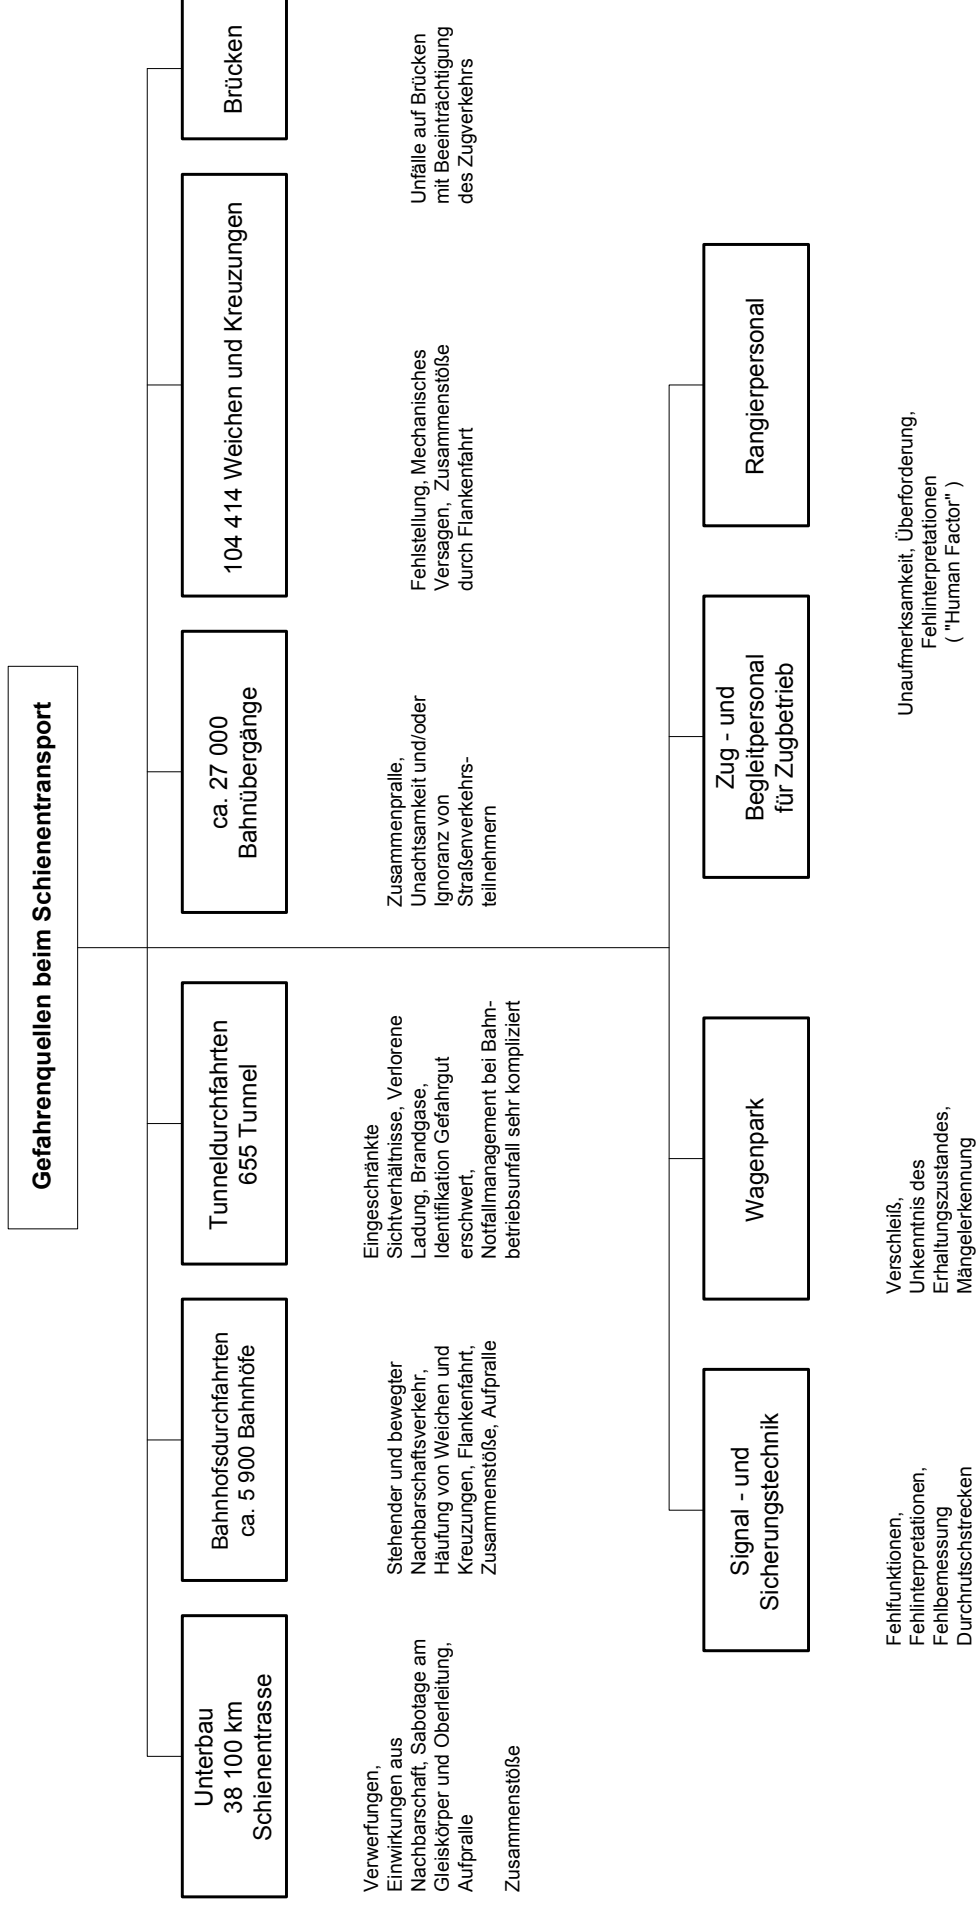 Gefahrenquellen beim Schienentransport
Unterbau
38 100 km
Schienentrasse
Bahnhofsdurchfahrten
ca. 5 900 Bahnhöfe
Tunneldurchfahrten
655 Tunnel
ca. 27 000
Bahnübergänge
104 414 Weichen und Kreuzungen
Brücken
Verwerfungen,
Einwirkungen aus
Nachbarschaft, Sabotage am
Gleiskörper und Oberleitung,
Aufpralle
Zusammenstöße
Stehender und bewegter
Nachbarschaftsverkehr,
Häufung von Weichen und
Kreuzungen, Flankenfahrt,
Zusammenstöße, Aufpralle
Eingeschränkte
Sichtverhältnisse, Verlorene
Ladung, Brandgase,
Identifikation Gefahrgut
erschwert,
Notfallmanagement bei Bahn-
betriebsunfall sehr kompliziert
Zusammenpralle,
Unachtsamkeit und/oder
Ignoranz von
Straßenverkehrs-
teilnehmern
Fehlstellung, Mechanisches
Versagen, Zusammenstöße
durch Flankenfahrt
Unfälle auf Brücken
mit Beeinträchtigung
des Zugverkehrs
Signal - und
Sicherungstechnik
Wagenpark
Zug - und
Begleitpersonal
für Zugbetrieb
Rangierpersonal
Fehlfunktionen,
Fehlinterpretationen,
Fehlbemessung
Durchrutschstrecken
Verschleiß,
Unkenntnis des
Erhaltungszustandes,
Mängelerkennung
Unaufmerksamkeit, Überforderung,
Fehlinterpretationen
( "Human Factor" )